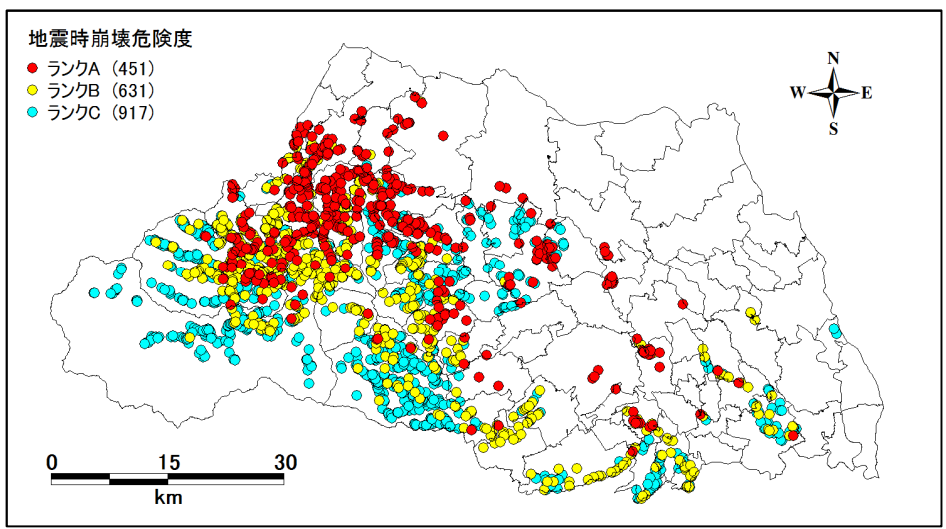 地震時崩壊危険度
ランクA（451）
ランクB（631）
ランクC（917）
N
W E
S
0 15 30
km